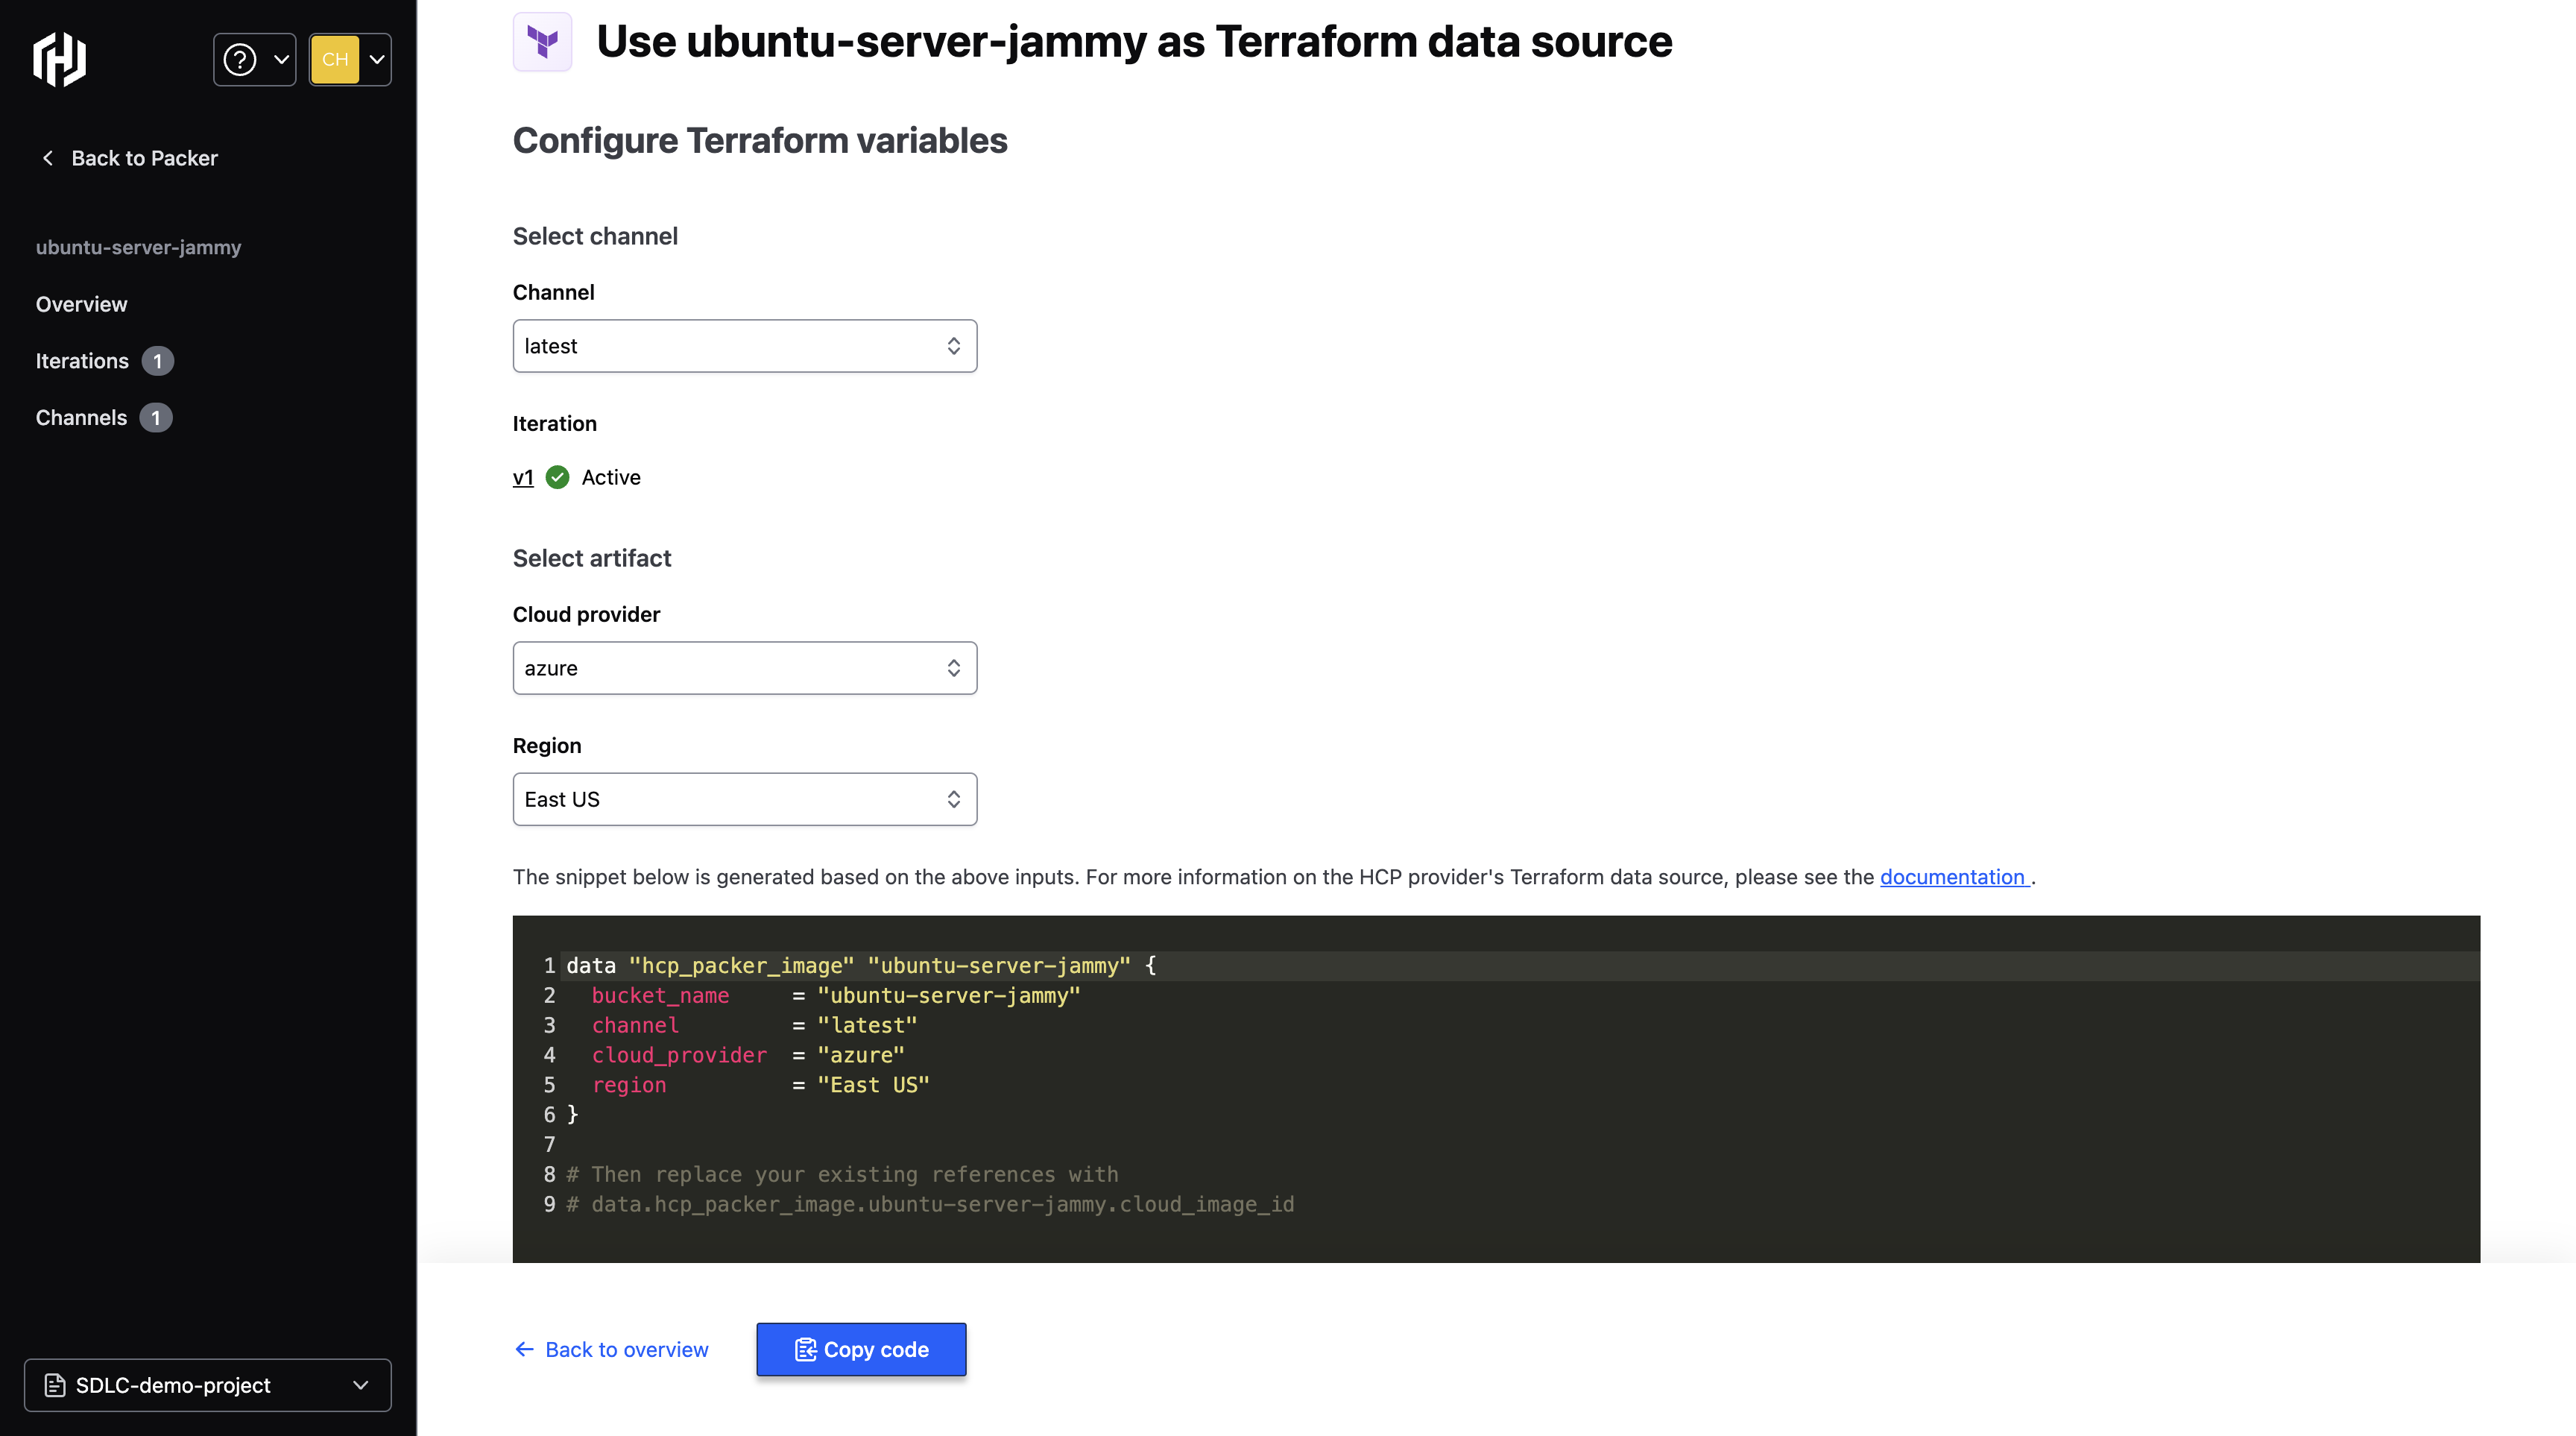 CH
Back to Packer
ubuntu-server-jammy
Overview
Iterations 1
Channels 1
SDLC-demo-project
Use ubuntu-server-jammy as Terraform data source
Configure Terraform variables
Select channel
Channel
latest
Iteration
v1 Active
Select artifact
Cloud provider
azure
Region
East US
The snippet below is generated based on the above inputs. For more information on the HCP provider's Terraform data source, please see the documentation .
1 data "hcp_packer_image" "ubuntu-server-jammy" {
2   bucket_name     = "ubuntu-server-jammy"
3   channel         = "latest"
4   cloud_provider  = "azure"
5   region          = "East US"
6 }
7
8 # Then replace your existing references with
9 # data.hcp_packer_image.ubuntu-server-jammy.cloud_image_id
Back to overview
Copy code